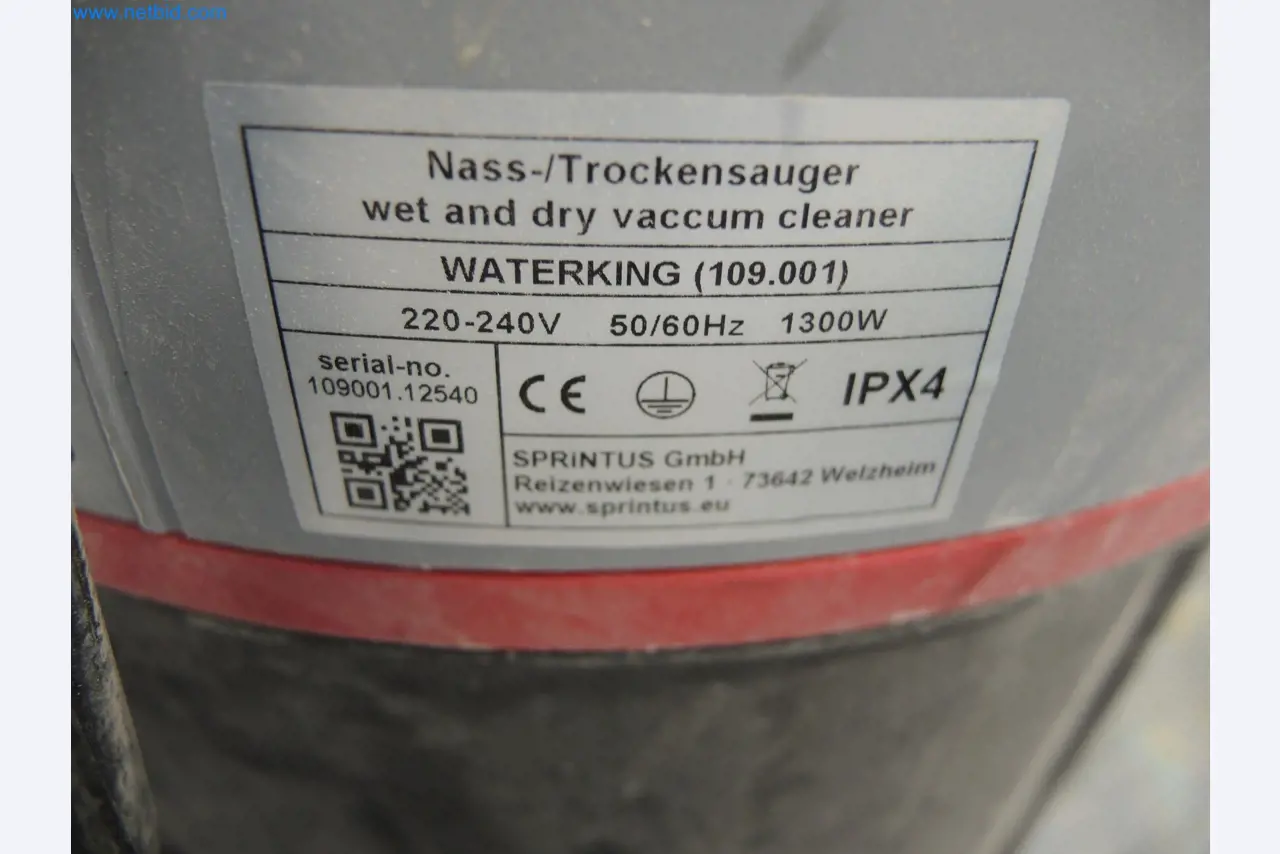 www.netbid.com
Nass-/Trockensauger
wet and dry vaccum cleaner
WATERKING (109.001)
220-240V 50/60Hz 1300W
serial-no.
109001.12540
CE
IPX4
SPRiNTUS GmbH
Reizenwiesen 1 · 73642 Welzheim
www.sprintus.eu